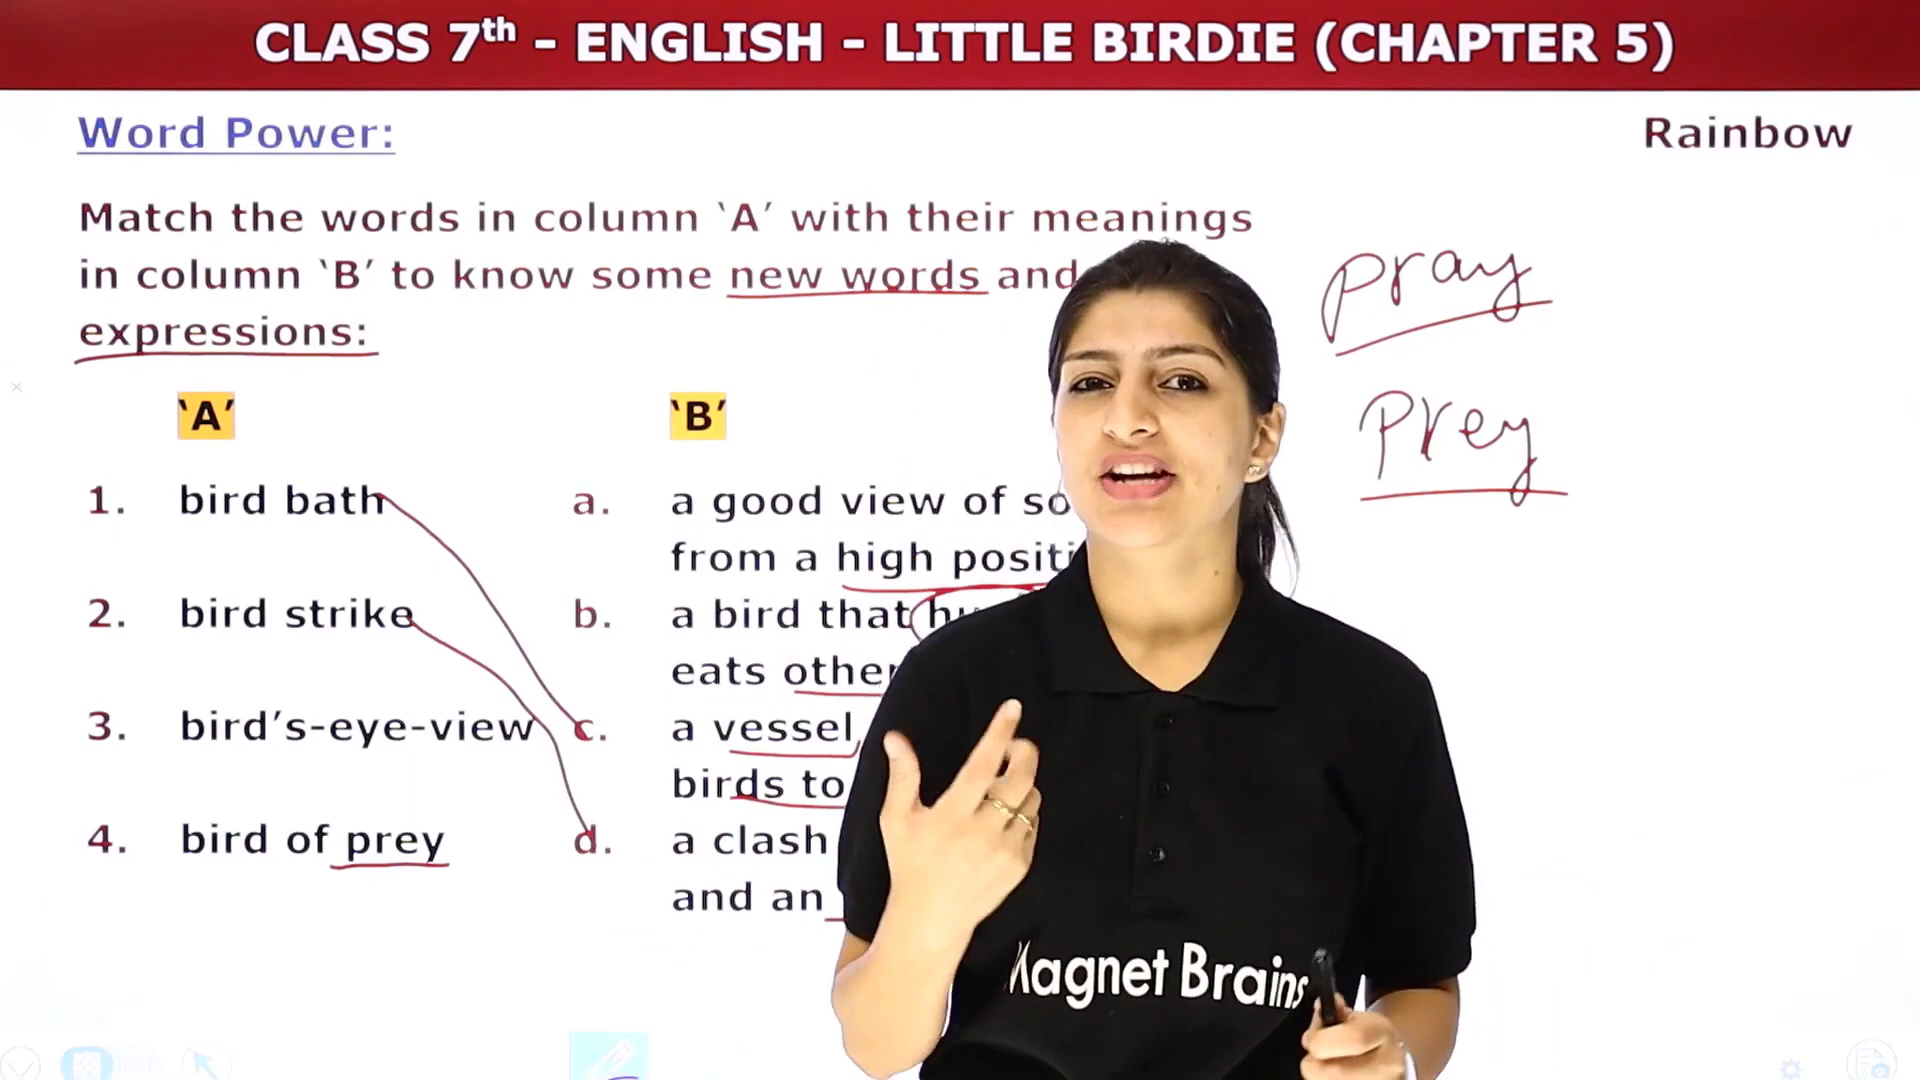 CLASS 7th - ENGLISH - LITTLE BIRDIE (CHAPTER 5)
Word Power:
Rainbow
Match the words in column ‘A’ with their meanings
in column ‘B’ to know some new words and
expressions:
pray
Prey
‘A’ ‘B’
1. bird bath a. a good view of so
from a high positi
2. bird strike b. a bird that hu
eats other
3. bird’s-eye-view c. a vessel,
birds to
4. bird of prey d. a clash
and an
Magnet Brains